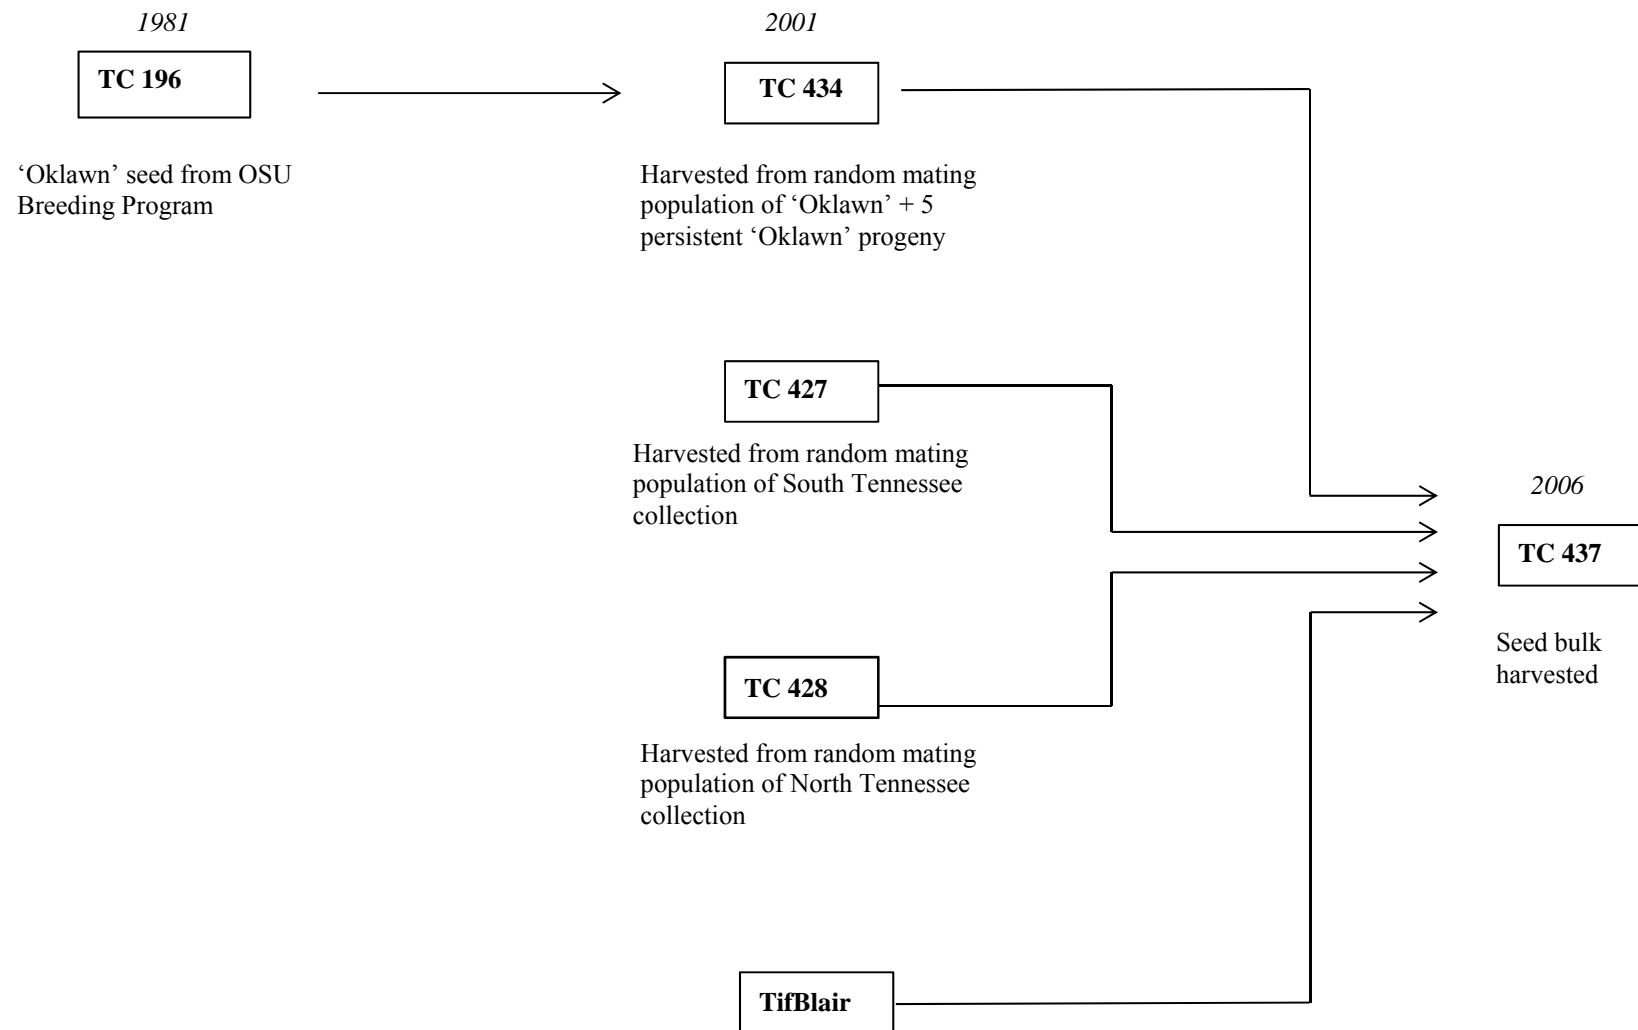 1981
TC 196
‘Oklawn’ seed from OSU
Breeding Program
2001
TC 434
Harvested from random mating
population of ‘Oklawn’ + 5
persistent ‘Oklawn’ progeny
TC 427
Harvested from random mating
population of South Tennessee
collection
TC 428
Harvested from random mating
population of North Tennessee
collection
TifBlair
2006
TC 437
Seed bulk
harvested